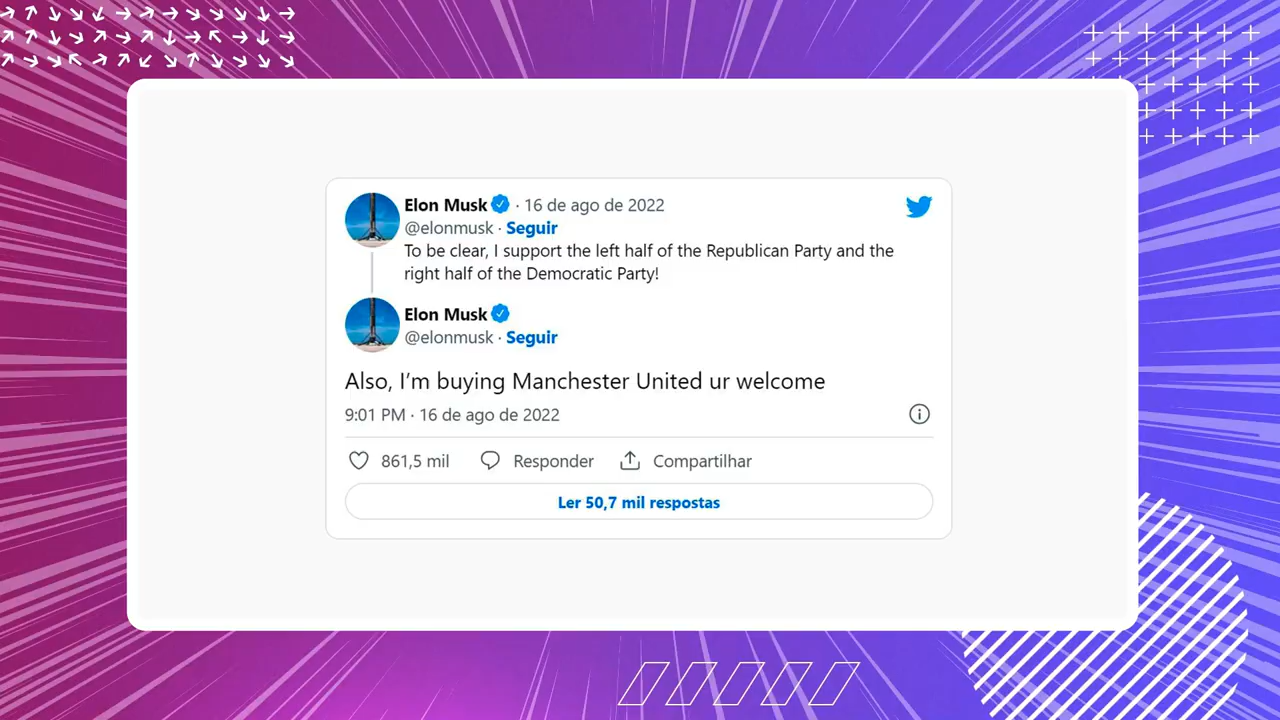 Elon Musk · 16 de ago de 2022
@elonmusk · Seguir
To be clear, I support the left half of the Republican Party and the
right half of the Democratic Party!
Elon Musk
@elonmusk · Seguir
Also, I’m buying Manchester United ur welcome
9:01 PM · 16 de ago de 2022
861,5 mil Responder Compartilhar
Ler 50,7 mil respostas